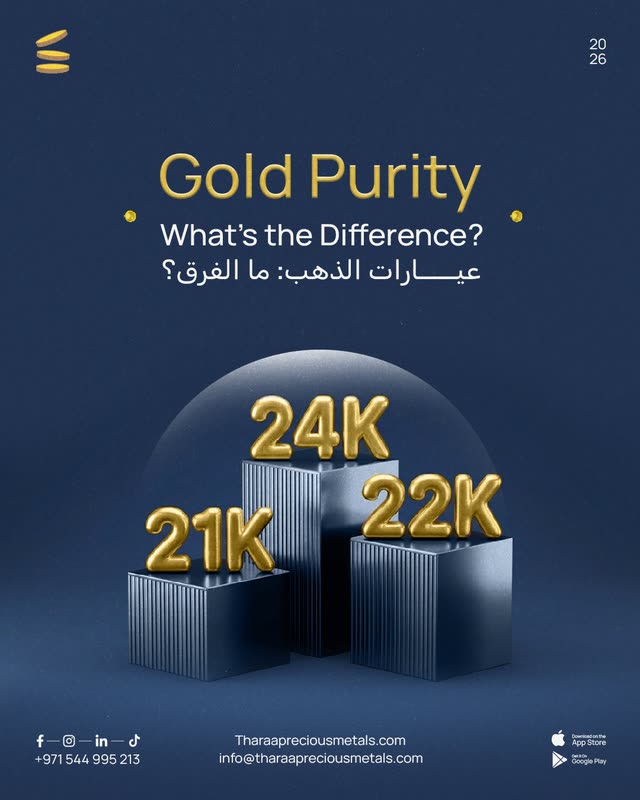 20
26
Gold Purity
What's the Difference?
عيـــارات الذهب: ما الفرق؟
24K
22K
21K
+971 544 995 213
Tharaapreciousmetals.com
info@tharaapreciousmetals.com
Download on the
App Store
Get it On
Google Play